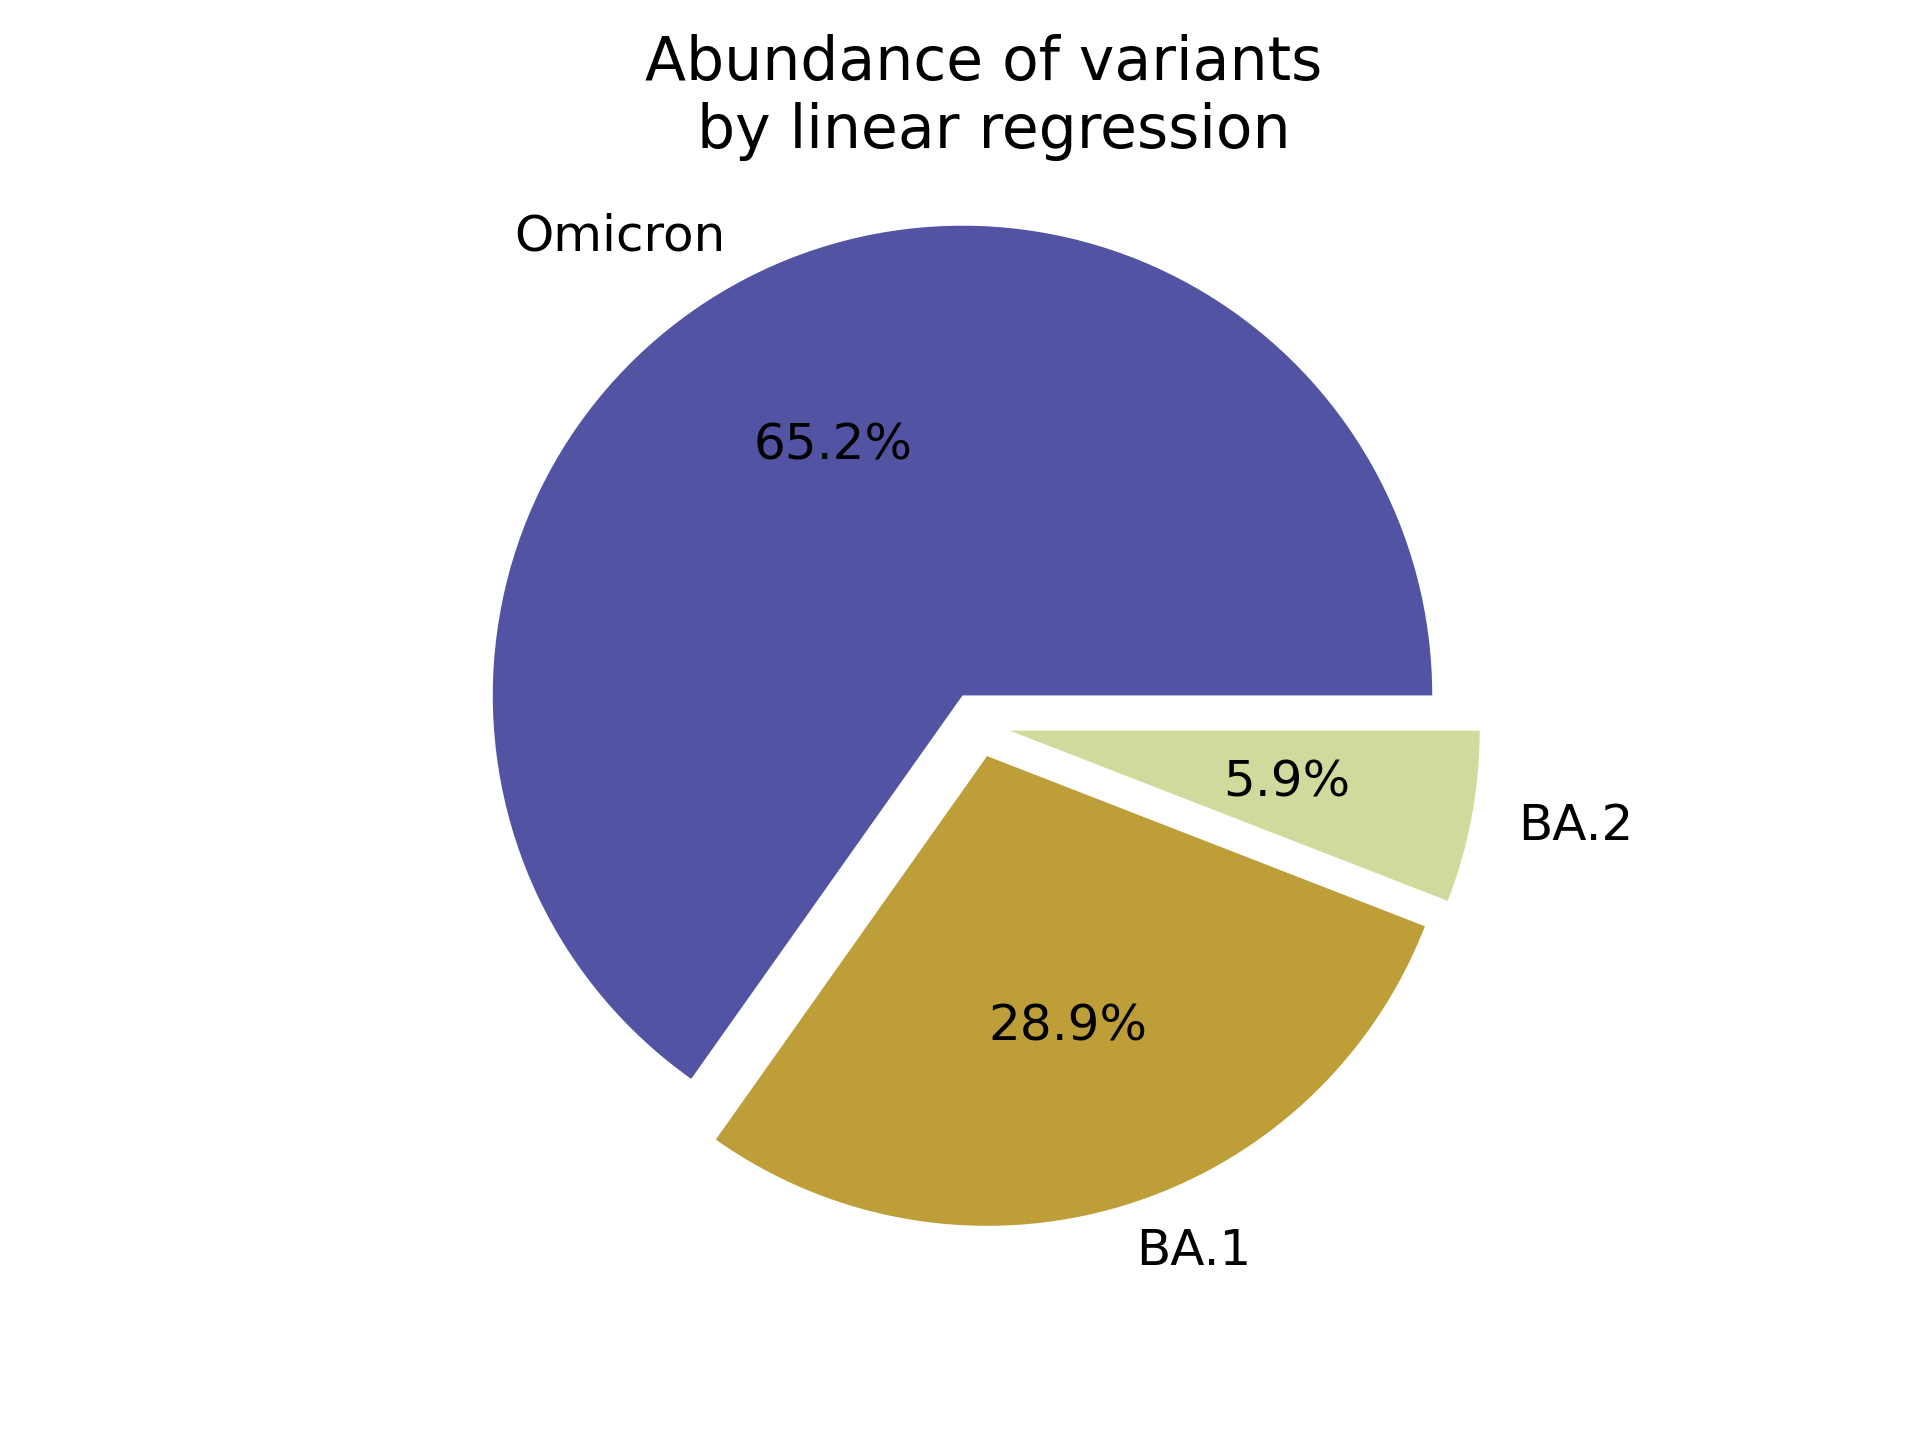 Abundance of variants
by linear regression
Omicron
65.2%
5.9%
BA.2
28.9%
BA.1